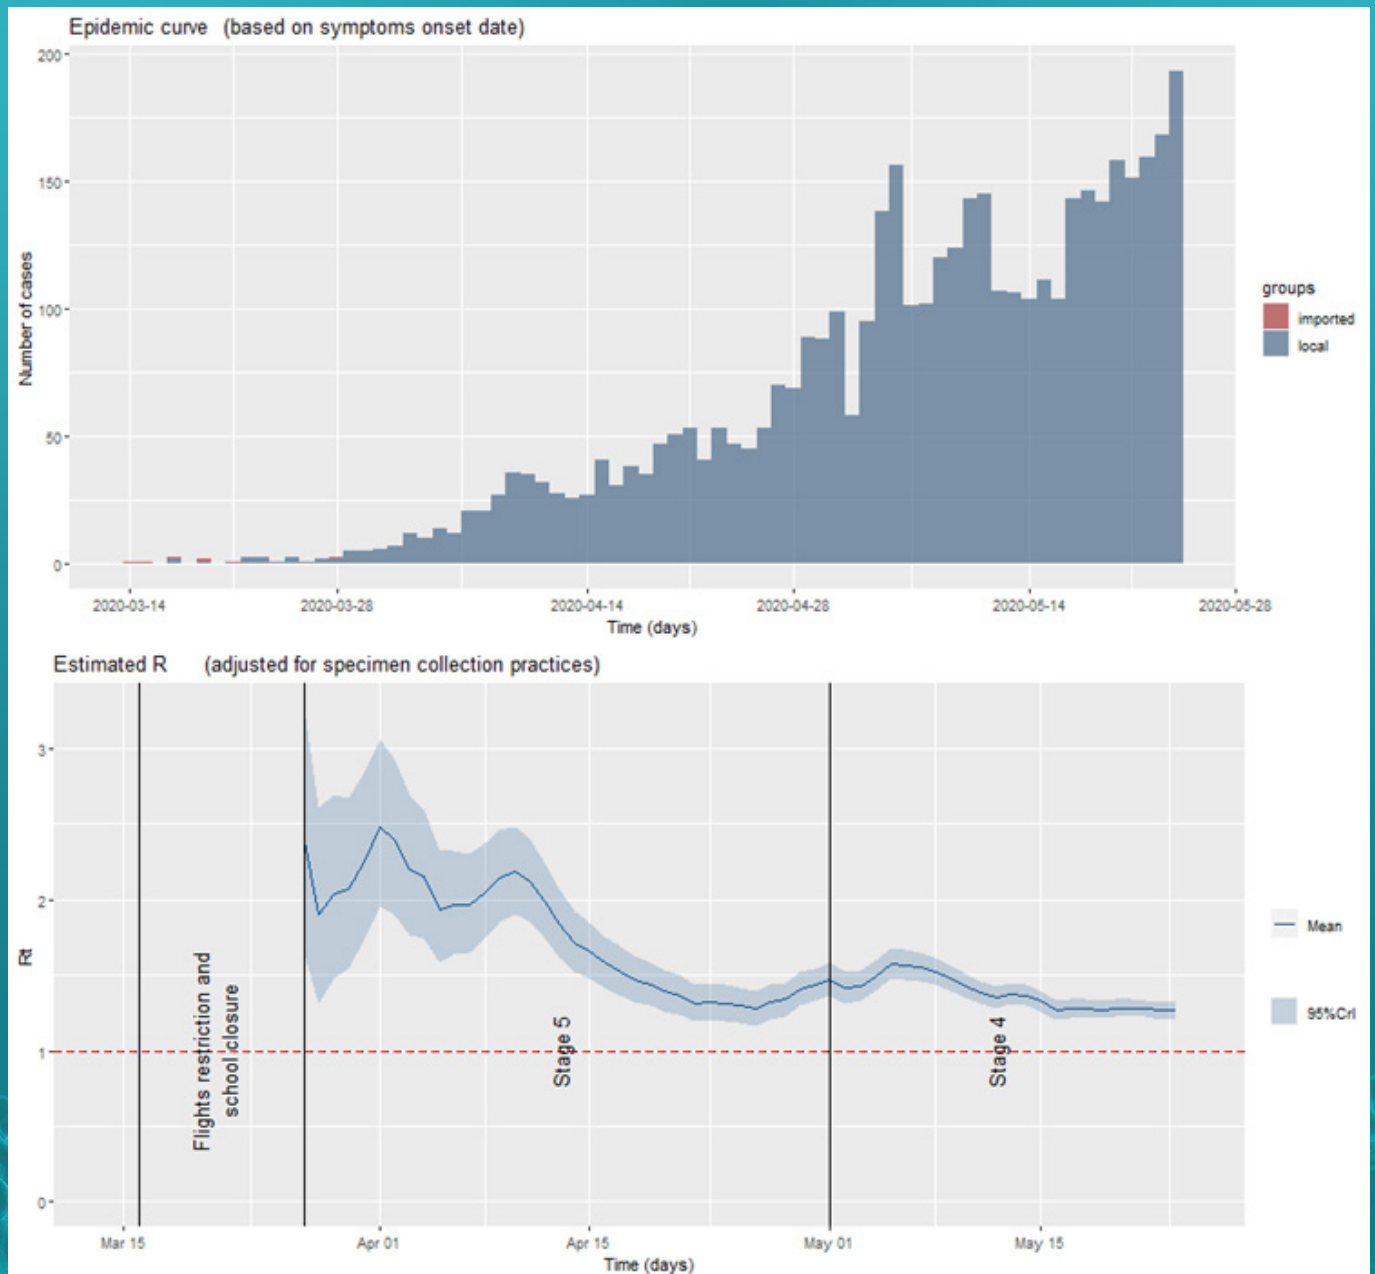 Epidemic curve (based on symptoms onset date)
200
150
100
50
0
Number of cases
2020-03-14
2020-03-28
2020-04-14
2020-04-28
2020-05-14
2020-05-28
Time (days)
groups
imported
local
Estimated R (adjusted for specimen collection practices)
3
2
1
0
Rt
Flights restriction and
school closure
Stage 5
Stage 4
Mar 15
Apr 01
Apr 15
May 01
May 15
Time (days)
Mean
95%CrI